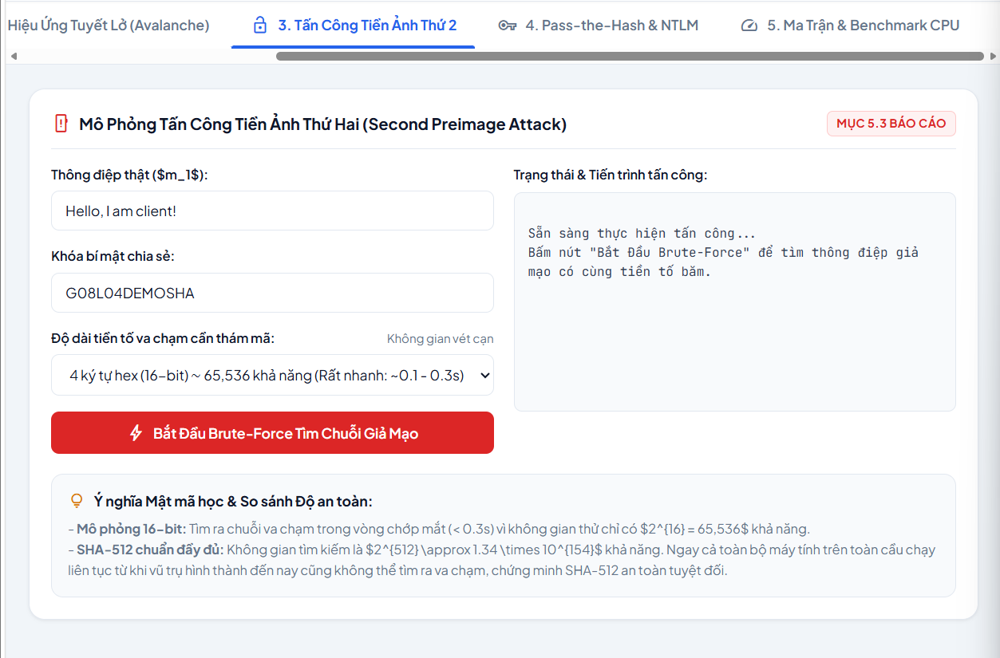 Hiệu Ứng Tuyết Lở (Avalanche)
3. Tấn Công Tiền Ảnh Thứ 2
4. Pass-the-Hash & NTLM
5. Ma Trận & Benchmark CPU
Mô Phỏng Tấn Công Tiền Ảnh Thứ Hai (Second Preimage Attack)
MỤC 5.3 BÁO CÁO
Thông điệp thật ($m_1$):
Hello, I am client!
Khóa bí mật chia sẻ:
G08L04DEMOSHA
Độ dài tiền tố va chạm cần thám mã:
Không gian vét cạn
4 ký tự hex (16-bit) ~ 65,536 khả năng (Rất nhanh: ~0.1 - 0.3s)
Bắt Đầu Brute-Force Tìm Chuỗi Giả Mạo
Trạng thái & Tiến trình tấn công:
Sẵn sàng thực hiện tấn công...
Bấm nút "Bắt Đầu Brute-Force" để tìm thông điệp giả
mạo có cùng tiền tố băm.
Ý nghĩa Mật mã học & So sánh Độ an toàn:
- Mô phỏng 16-bit: Tìm ra chuỗi va chạm trong vòng chớp mắt (< 0.3s) vì không gian thử chỉ có $2^{16} = 65,536$ khả năng.
- SHA-512 chuẩn đầy đủ: Không gian tìm kiếm là $2^{512} \approx 1.34 \times 10^{154}$ khả năng. Ngay cả toàn bộ máy tính trên toàn cầu chạy
liên tục từ khi vũ trụ hình thành đến nay cũng không thể tìm ra va chạm, chứng minh SHA-512 an toàn tuyệt đối.